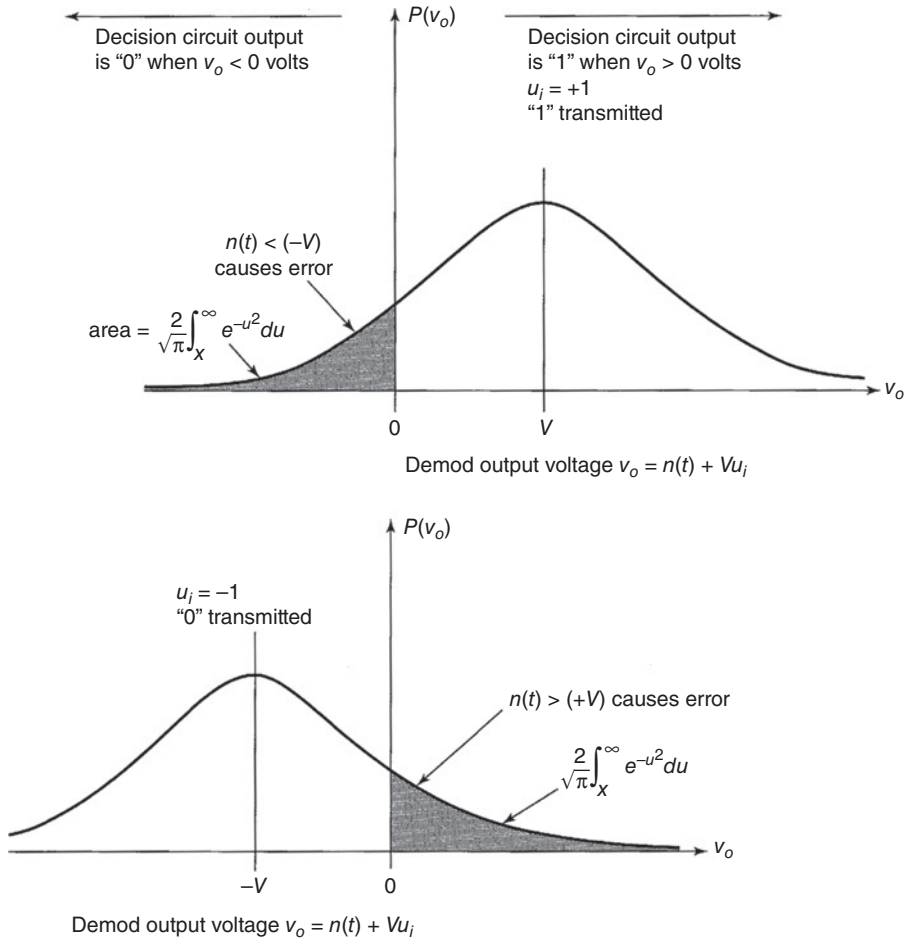 P(vₒ)
Decision circuit output
is “0” when vₒ < 0 volts
Decision circuit output
is “1” when vₒ > 0 volts
uᵢ = +1
“1” transmitted
n(t) < (–V)
causes error
area = 2/√π ∫ₓ^∞ e^–u² du
vₒ
0
V
Demod output voltage vₒ = n(t) + Vuᵢ
P(vₒ)
uᵢ = –1
“0” transmitted
n(t) > (+V) causes error
2/√π ∫ₓ^∞ e^–u² du
vₒ
–V
0
Demod output voltage vₒ = n(t) + Vuᵢ